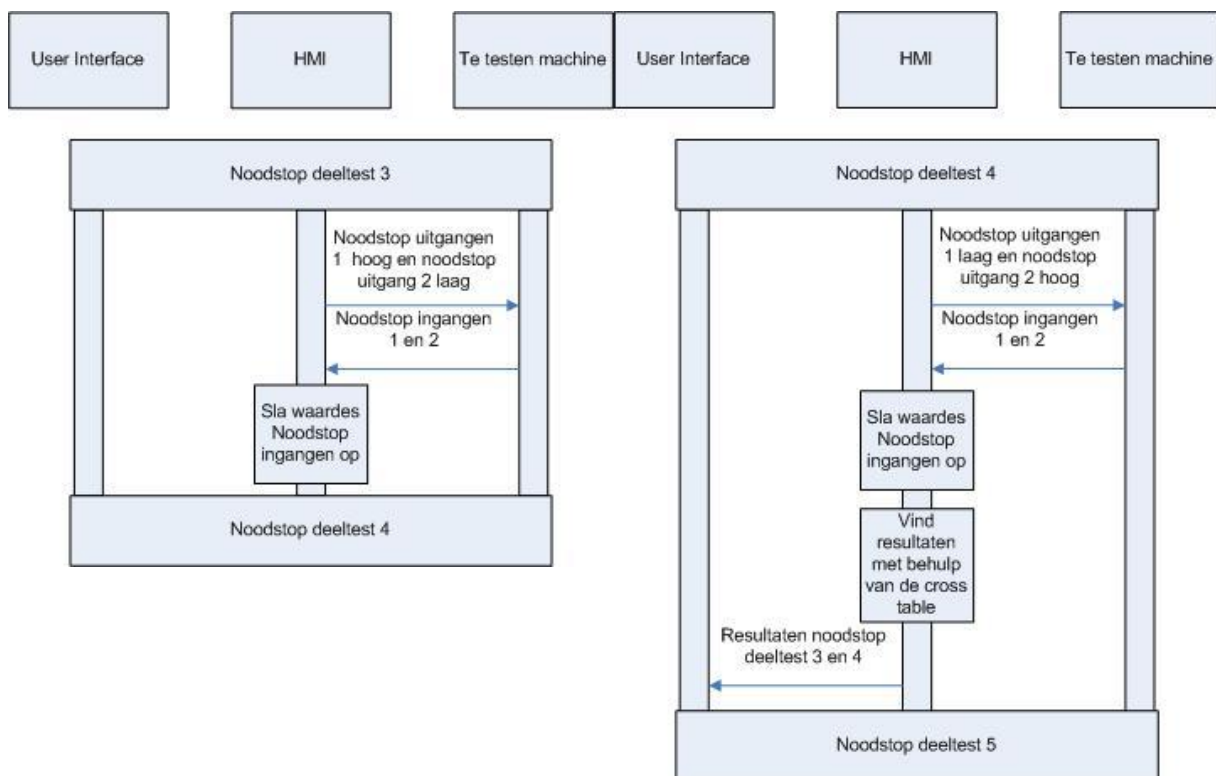 User Interface
HMI
Te testen machine
User Interface
HMI
Te testen machine
Noodstop deeltest 3
Noodstop uitgangen
1 hoog en noodstop
uitgang 2 laag
Noodstop ingangen
1 en 2
Sla waardes
Noodstop
ingangen op
Noodstop deeltest 4
Noodstop deeltest 4
Noodstop uitgangen
1 laag en noodstop
uitgang 2 hoog
Noodstop ingangen
1 en 2
Sla waardes
Noodstop
ingangen op
Vind
resultaten
met behulp
van de cross
table
Resultaten noodstop
deeltest 3 en 4
Noodstop deeltest 5